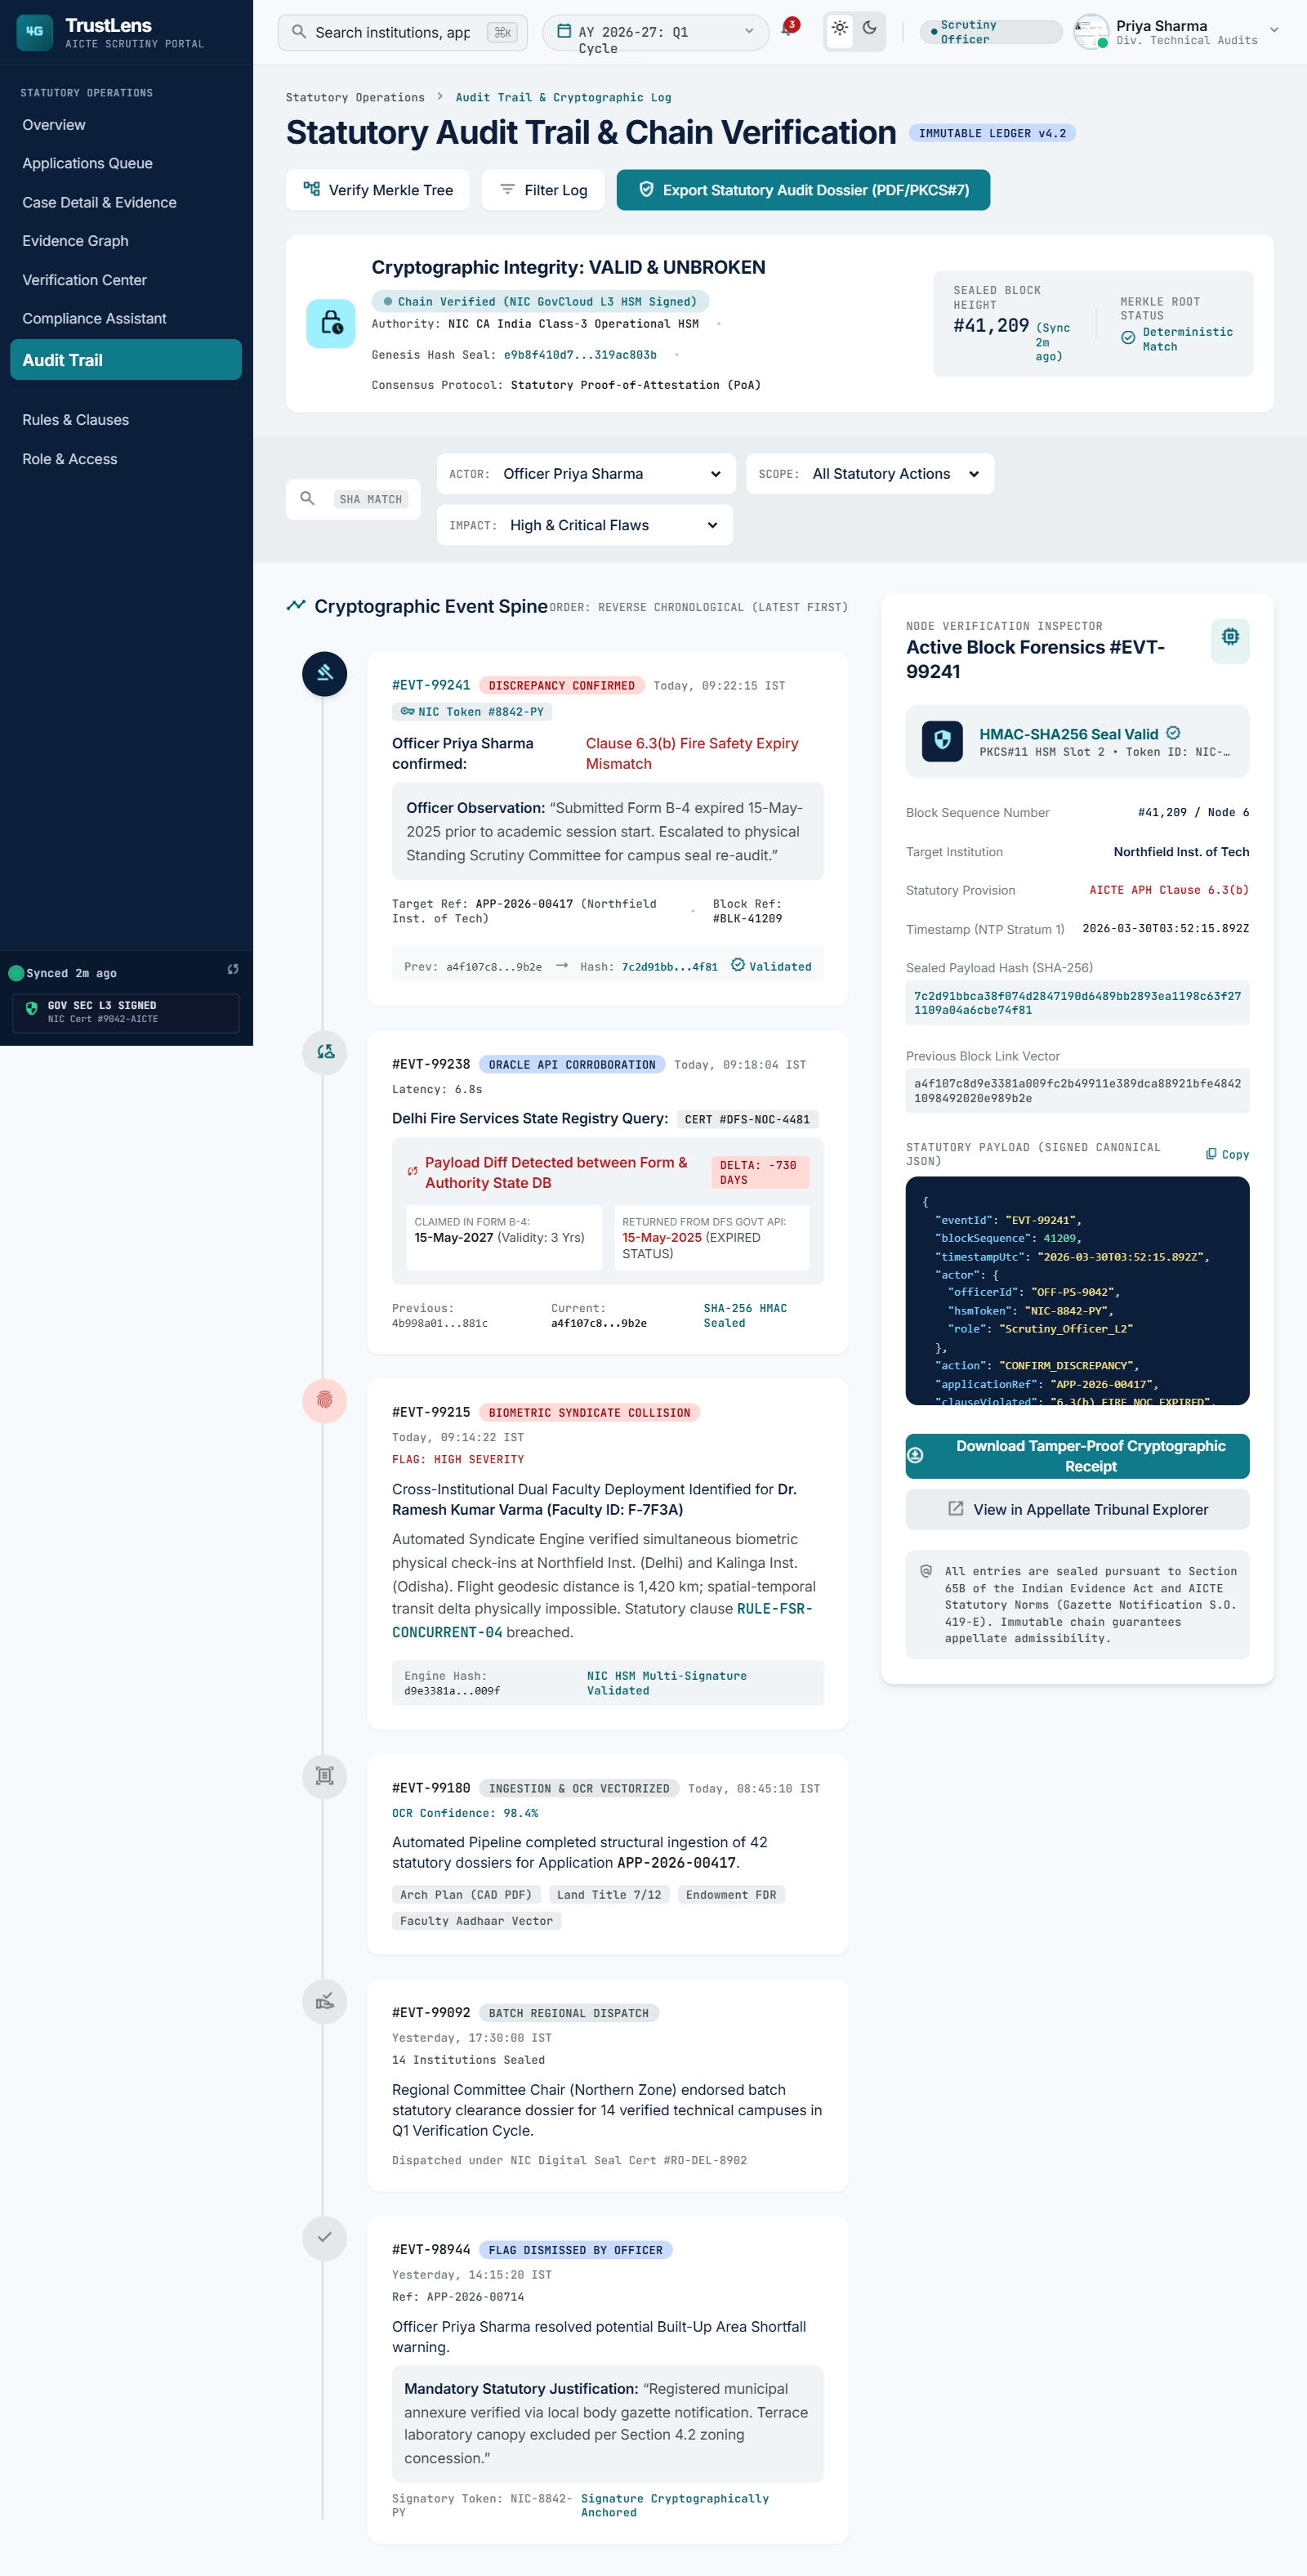 4G
TrustLens
AICTE SCRUTINY PORTAL
STATUTORY OPERATIONS
Overview
Applications Queue
Case Detail & Evidence
Evidence Graph
Verification Center
Compliance Assistant
Audit Trail
Rules & Clauses
Role & Access
Synced 2m ago
GOV SEC L3 SIGNED
NIC Cert #9042-AICTE
Search institutions, app
⌘K
AY 2026-27: Q1
Cycle
3
Scrutiny
Officer
Priya Sharma
Div. Technical Audits
Statutory Operations > Audit Trail & Cryptographic Log
Statutory Audit Trail & Chain Verification IMMUTABLE LEDGER v4.2
Verify Merkle Tree
Filter Log
Export Statutory Audit Dossier (PDF/PKCS#7)
Cryptographic Integrity: VALID & UNBROKEN
Chain Verified (NIC GovCloud L3 HSM Signed)
Authority: NIC CA India Class-3 Operational HSM •
Genesis Hash Seal: e9b8f410d7...319ac803b •
Consensus Protocol: Statutory Proof-of-Attestation (PoA)
SEALED BLOCK
HEIGHT
#41,209 (Sync
2m
ago)
MERKLE ROOT
STATUS
Deterministic
Match
SHA MATCH
ACTOR: Officer Priya Sharma
SCOPE: All Statutory Actions
IMPACT: High & Critical Flaws
Cryptographic Event Spine
ORDER: REVERSE CHRONOLOGICAL (LATEST FIRST)
#EVT-99241 DISCREPANCY CONFIRMED Today, 09:22:15 IST
NIC Token #8842-PY
Officer Priya Sharma
confirmed:
Clause 6.3(b) Fire Safety Expiry
Mismatch
Officer Observation: “Submitted Form B-4 expired 15-May-
2025 prior to academic session start. Escalated to physical
Standing Scrutiny Committee for campus seal re-audit.”
Target Ref: APP-2026-00417 (Northfield
Inst. of Tech)
•
Block Ref:
#BLK-41209
Prev: a4f107c8...9b2e → Hash: 7c2d91bb...4f81 Validated
#EVT-99238 ORACLE API CORROBORATION Today, 09:18:04 IST
Latency: 6.8s
Delhi Fire Services State Registry Query: CERT #DFS-NOC-4481
Payload Diff Detected between Form &
Authority State DB
DELTA: -730
DAYS
CLAIMED IN FORM B-4:
15-May-2027 (Validity: 3 Yrs)
RETURNED FROM DFS GOVT API:
15-May-2025 (EXPIRED
STATUS)
Previous:
4b998a01...881c
Current:
a4f107c8...9b2e
SHA-256 HMAC
Sealed
#EVT-99215 BIOMETRIC SYNDICATE COLLISION
Today, 09:14:22 IST
FLAG: HIGH SEVERITY
Cross-Institutional Dual Faculty Deployment Identified for Dr.
Ramesh Kumar Varma (Faculty ID: F-7F3A)
Automated Syndicate Engine verified simultaneous biometric
physical check-ins at Northfield Inst. (Delhi) and Kalinga Inst.
(Odisha). Flight geodesic distance is 1,420 km; spatial-temporal
transit delta physically impossible. Statutory clause RULE-FSR-
CONCURRENT-04 breached.
Engine Hash:
d9e3381a...009f
NIC HSM Multi-Signature
Validated
#EVT-99180 INGESTION & OCR VECTORIZED Today, 08:45:10 IST
OCR Confidence: 98.4%
Automated Pipeline completed structural ingestion of 42
statutory dossiers for Application APP-2026-00417.
Arch Plan (CAD PDF) Land Title 7/12 Endowment FDR
Faculty Aadhaar Vector
#EVT-99092 BATCH REGIONAL DISPATCH
Yesterday, 17:30:00 IST
14 Institutions Sealed
Regional Committee Chair (Northern Zone) endorsed batch
statutory clearance dossier for 14 verified technical campuses in
Q1 Verification Cycle.
Dispatched under NIC Digital Seal Cert #RO-DEL-8902
#EVT-98944 FLAG DISMISSED BY OFFICER
Yesterday, 14:15:20 IST
Ref: APP-2026-00714
Officer Priya Sharma resolved potential Built-Up Area Shortfall
warning.
Mandatory Statutory Justification: “Registered municipal
annexure verified via local body gazette notification. Terrace
laboratory canopy excluded per Section 4.2 zoning
concession.”
Signatory Token: NIC-8842-
PY
Signature Cryptographically
Anchored
NODE VERIFICATION INSPECTOR
Active Block Forensics #EVT-
99241
HMAC-SHA256 Seal Valid
PKCS#11 HSM Slot 2 • Token ID: NIC-…
Block Sequence Number #41,209 / Node 6
Target Institution Northfield Inst. of Tech
Statutory Provision AICTE APH Clause 6.3(b)
Timestamp (NTP Stratum 1) 2026-03-30T03:52:15.892Z
Sealed Payload Hash (SHA-256)
7c2d91bbca38f074d2847190d6489bb2893ea1198c63f27
1109a04a6cbe74f81
Previous Block Link Vector
a4f107c8d9e3381a009fc2b49911e389dca88921bfe4842
1098492020e989b2e
STATUTORY PAYLOAD (SIGNED CANONICAL
JSON)
Copy
{
"eventId": "EVT-99241",
"blockSequence": 41209,
"timestampUtc": "2026-03-30T03:52:15.892Z",
"actor": {
"officerId": "OFF-PS-9042",
"hsmToken": "NIC-8842-PY",
"role": "Scrutiny_Officer_L2"
},
"action": "CONFIRM_DISCREPANCY",
"applicationRef": "APP-2026-00417",
"clauseViolated": "6.3(b)_FIRE_NOC_EXPIRED",
Download Tamper-Proof Cryptographic
Receipt
View in Appellate Tribunal Explorer
All entries are sealed pursuant to Section
65B of the Indian Evidence Act and AICTE
Statutory Norms (Gazette Notification S.O.
419-E). Immutable chain guarantees
appellate admissibility.